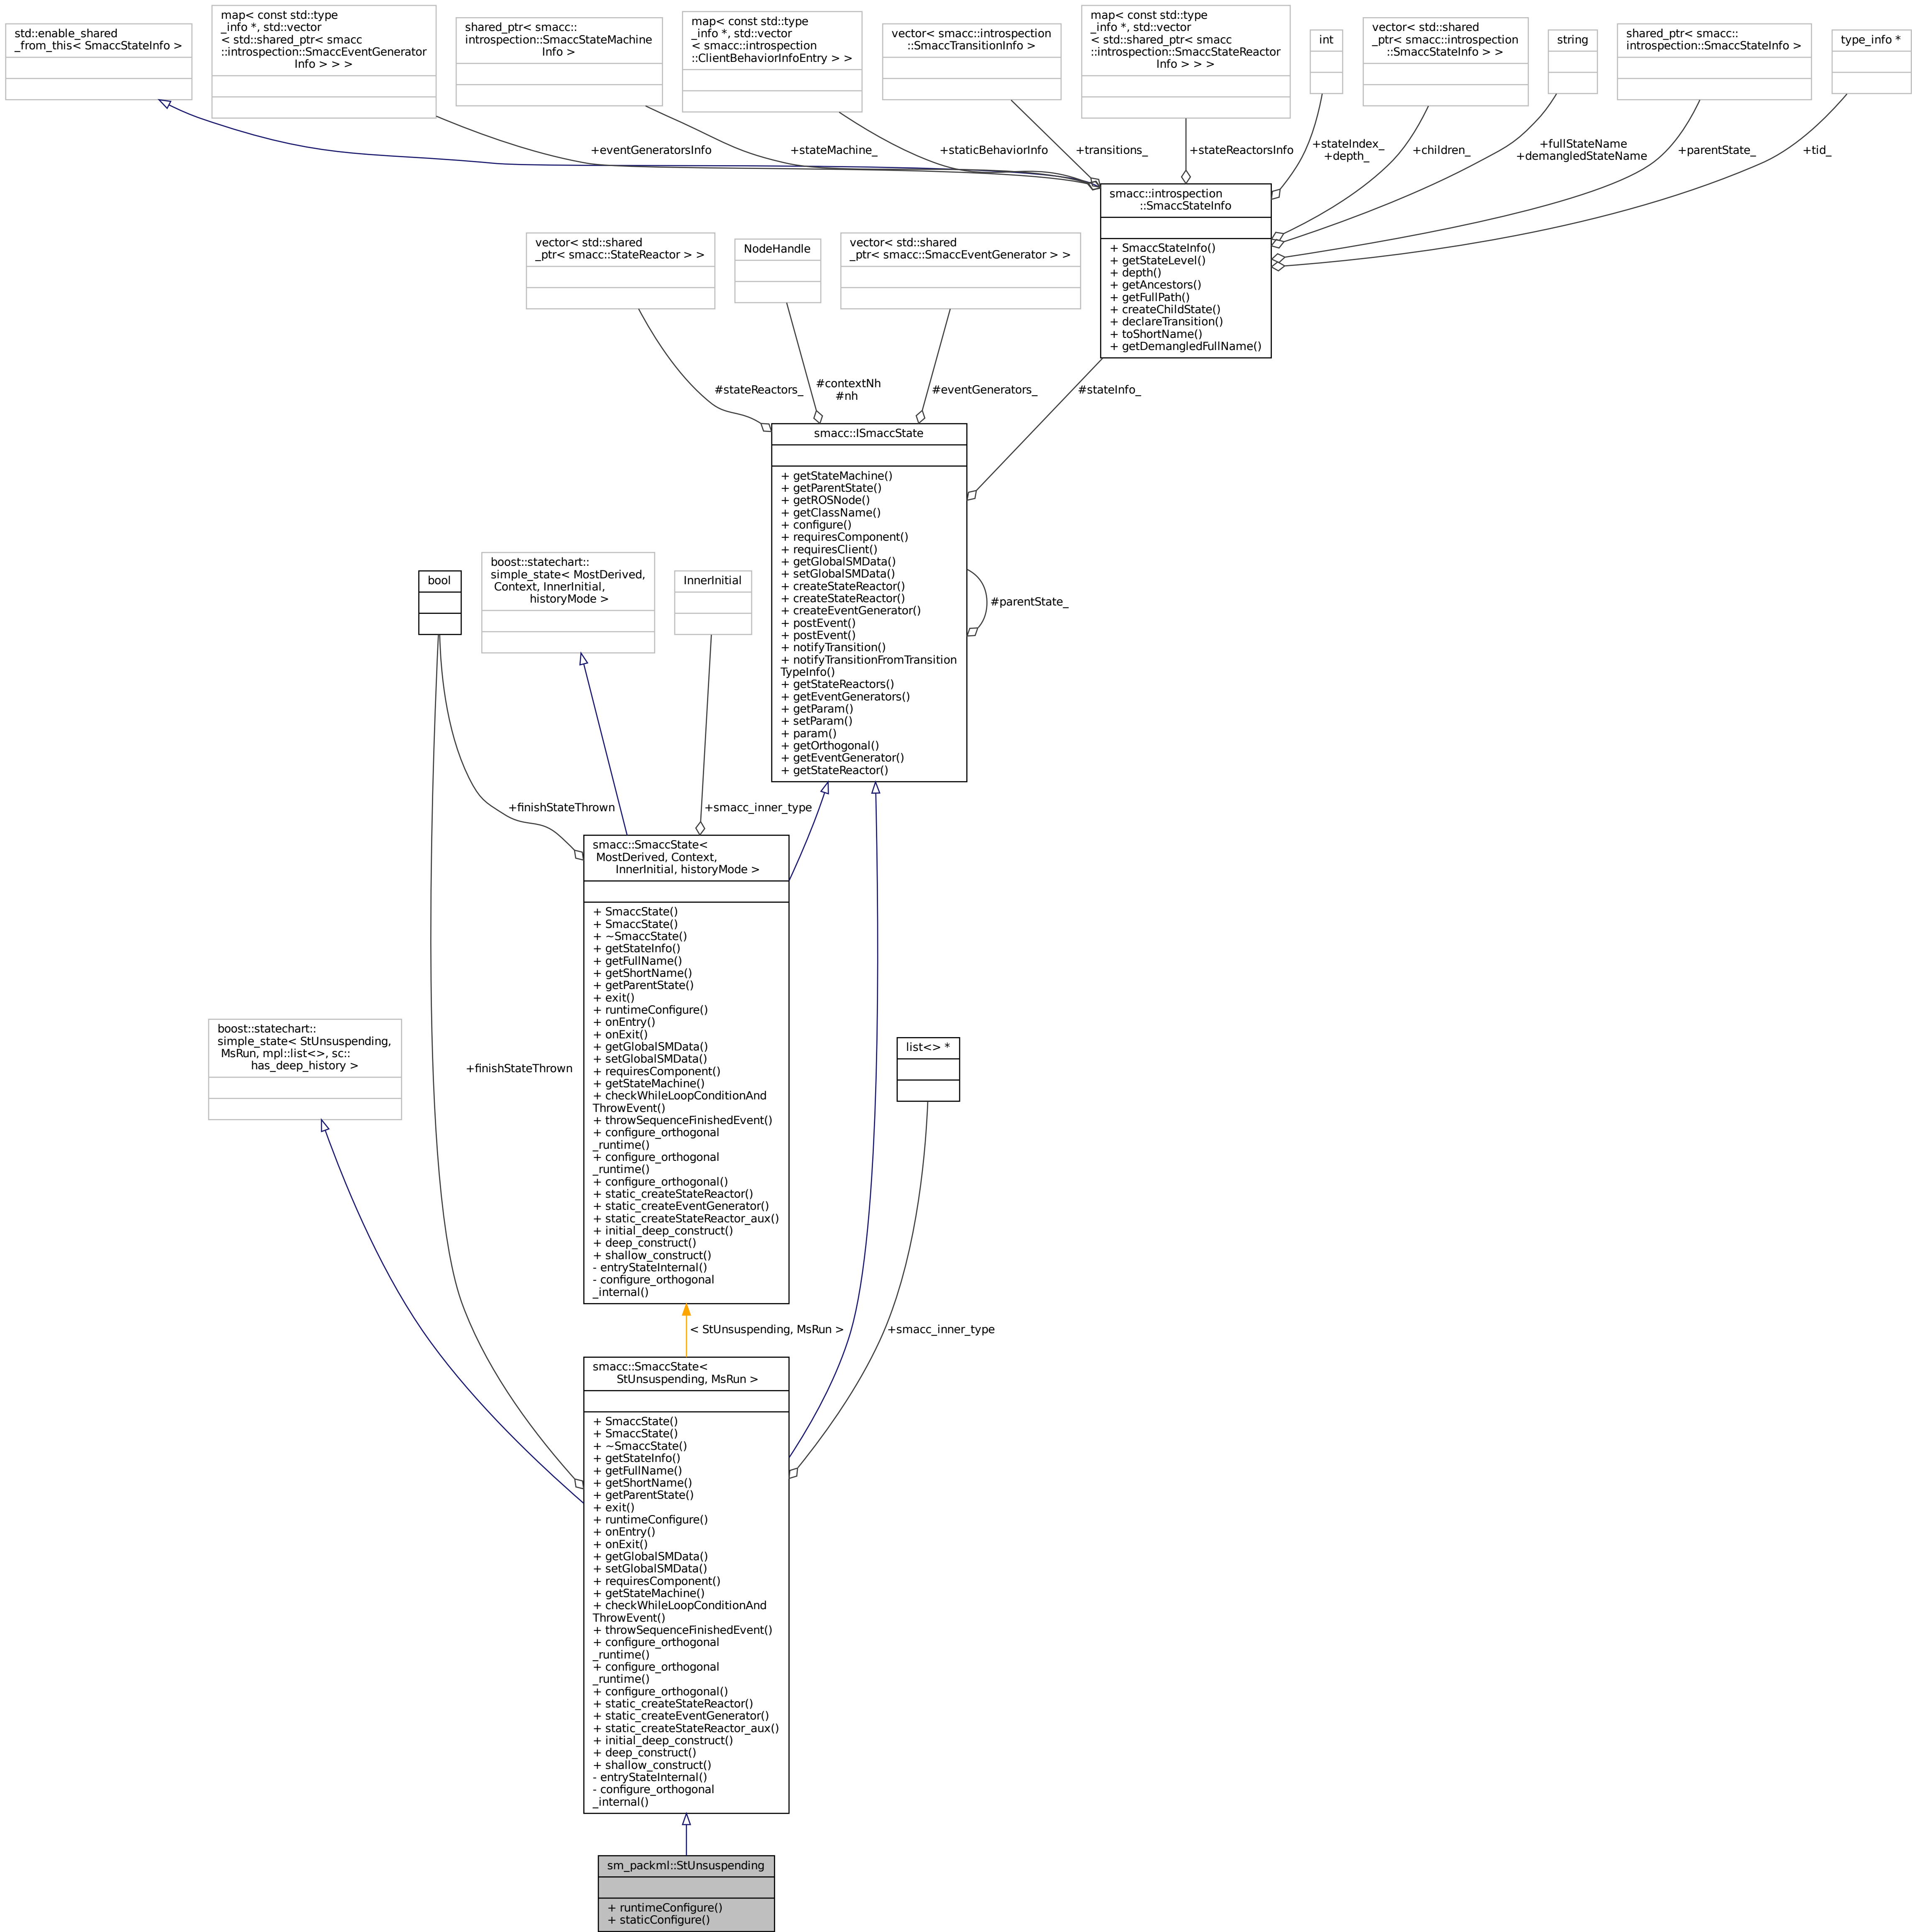 std::enable_shared
_from_this< SmaccStateInfo >
map< const std::type
_info *, std::vector
< std::shared_ptr< smacc
::introspection::SmaccEventGenerator
Info > > >
shared_ptr< smacc::
introspection::SmaccStateMachine
Info >
map< const std::type
_info *, std::vector
< smacc::introspection
::ClientBehaviorInfoEntry > >
vector< smacc::introspection
::SmaccTransitionInfo >
map< const std::type
_info *, std::vector
< std::shared_ptr< smacc
::introspection::SmaccStateReactor
Info > > >
int
vector< std::shared
_ptr< smacc::introspection
::SmaccStateInfo > >
string
shared_ptr< smacc::
introspection::SmaccStateInfo >
type_info *
+eventGeneratorsInfo
+stateMachine_
+staticBehaviorInfo
+transitions_
+stateReactorsInfo
+stateIndex_
+depth_
+children_
+fullStateName
+demangledStateName
+parentState_
+tid_
smacc::introspection
::SmaccStateInfo
+ SmaccStateInfo()
+ getStateLevel()
+ depth()
+ getAncestors()
+ getFullPath()
+ createChildState()
+ declareTransition()
+ toShortName()
+ getDemangledFullName()
vector< std::shared
_ptr< smacc::StateReactor > >
NodeHandle
vector< std::shared
_ptr< smacc::SmaccEventGenerator > >
#stateReactors_
#contextNh
#nh
#eventGenerators_
#stateInfo_
smacc::ISmaccState
+ getStateMachine()
+ getParentState()
+ getROSNode()
+ getClassName()
+ configure()
+ requiresComponent()
+ requiresClient()
+ getGlobalSMData()
+ setGlobalSMData()
+ createStateReactor()
+ createStateReactor()
+ createEventGenerator()
+ postEvent()
+ postEvent()
+ notifyTransition()
+ notifyTransitionFromTransition
TypeInfo()
+ getStateReactors()
+ getEventGenerators()
+ getParam()
+ setParam()
+ param()
+ getOrthogonal()
+ getEventGenerator()
+ getStateReactor()
#parentState_
bool
boost::statechart::
simple_state< MostDerived,
Context, InnerInitial,
historyMode >
InnerInitial
+finishStateThrown
+smacc_inner_type
smacc::SmaccState<
MostDerived, Context,
InnerInitial, historyMode >
+ SmaccState()
+ SmaccState()
+ ~SmaccState()
+ getStateInfo()
+ getFullName()
+ getShortName()
+ getParentState()
+ exit()
+ runtimeConfigure()
+ onEntry()
+ onExit()
+ getGlobalSMData()
+ setGlobalSMData()
+ requiresComponent()
+ getStateMachine()
+ checkWhileLoopConditionAnd
ThrowEvent()
+ throwSequenceFinishedEvent()
+ configure_orthogonal
_runtime()
+ configure_orthogonal
_runtime()
+ configure_orthogonal()
+ static_createStateReactor()
+ static_createEventGenerator()
+ static_createStateReactor_aux()
+ initial_deep_construct()
+ deep_construct()
+ shallow_construct()
- entryStateInternal()
- configure_orthogonal
_internal()
boost::statechart::
simple_state< StUnsuspending,
MsRun, mpl::list<>, sc::
has_deep_history >
+finishStateThrown
list<> *
< StUnsuspending, MsRun >
+smacc_inner_type
smacc::SmaccState<
StUnsuspending, MsRun >
+ SmaccState()
+ SmaccState()
+ ~SmaccState()
+ getStateInfo()
+ getFullName()
+ getShortName()
+ getParentState()
+ exit()
+ runtimeConfigure()
+ onEntry()
+ onExit()
+ getGlobalSMData()
+ setGlobalSMData()
+ requiresComponent()
+ getStateMachine()
+ checkWhileLoopConditionAnd
ThrowEvent()
+ throwSequenceFinishedEvent()
+ configure_orthogonal
_runtime()
+ configure_orthogonal
_runtime()
+ configure_orthogonal()
+ static_createStateReactor()
+ static_createEventGenerator()
+ static_createStateReactor_aux()
+ initial_deep_construct()
+ deep_construct()
+ shallow_construct()
- entryStateInternal()
- configure_orthogonal
_internal()
sm_packml::StUnsuspending
+ runtimeConfigure()
+ staticConfigure()